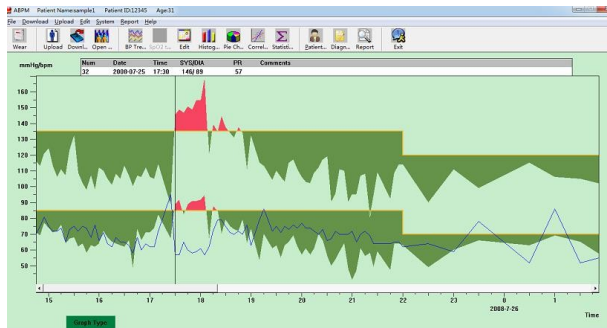 ABPM Patient Name:sample1 Patient ID:12345 Age:31
File Download Upload Edit System Report Help
Wear Upload Downl... Open ... BP Tre... SpO2 t... Edit Histog... Pie Ch... Correl... Statisti... Patient... Diagn... Report Exit
mmHg/bpm
Num Date Time SYS/DIA PR Comments
32 2008-07-25 17:30 146/ 89 57
160
150
140
130
120
110
100
90
80
70
60
50
15 16 17 18 19 20 21 22 23 0 1
2008-7-26
Time
Graph Type